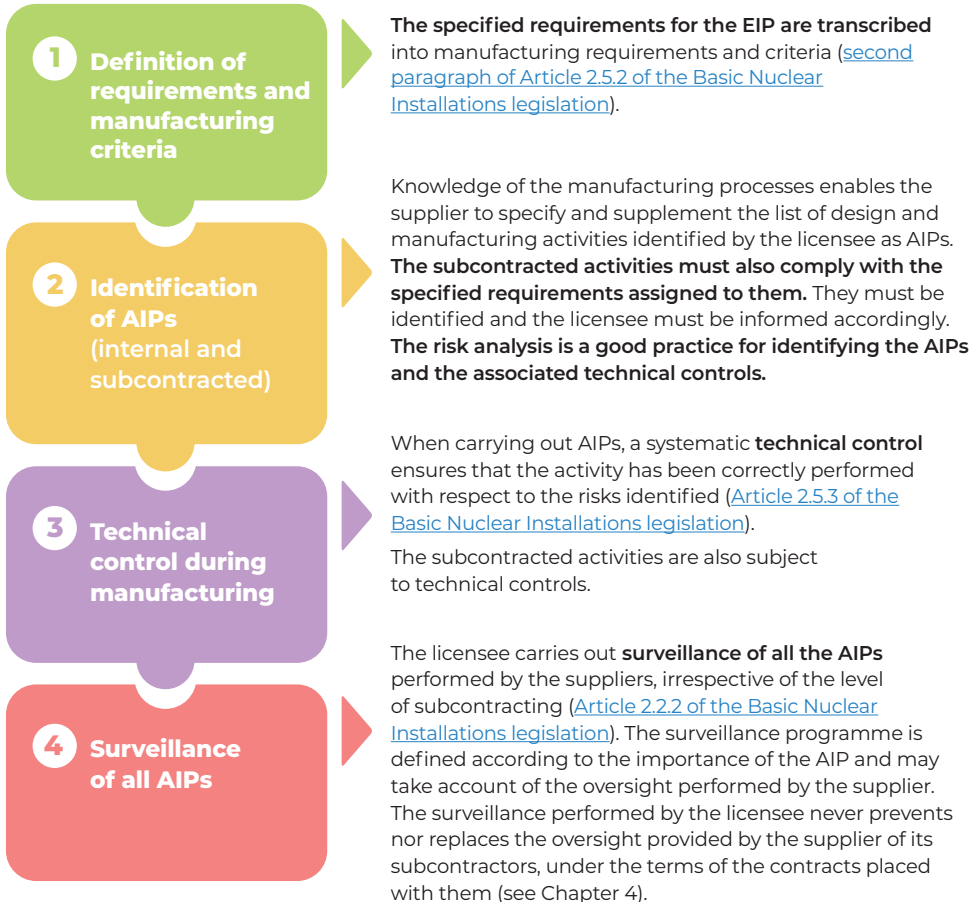 1 Definition of
requirements and
manufacturing
criteria
The specified requirements for the EIP are transcribed
into manufacturing requirements and criteria (second
paragraph of Article 2.5.2 of the Basic Nuclear
Installations legislation).
2 Identification
of AIPs
(internal and
subcontracted)
Knowledge of the manufacturing processes enables the
supplier to specify and supplement the list of design and
manufacturing activities identified by the licensee as AIPs.
The subcontracted activities must also comply with the
specified requirements assigned to them. They must be
identified and the licensee must be informed accordingly.
The risk analysis is a good practice for identifying the AIPs
and the associated technical controls.
3 Technical
control during
manufacturing
When carrying out AIPs, a systematic technical control
ensures that the activity has been correctly performed
with respect to the risks identified (Article 2.5.3 of the
Basic Nuclear Installations legislation).
The subcontracted activities are also subject
to technical controls.
4 Surveillance
of all AIPs
The licensee carries out surveillance of all the AIPs
performed by the suppliers, irrespective of the level
of subcontracting (Article 2.2.2 of the Basic Nuclear
Installations legislation). The surveillance programme is
defined according to the importance of the AIP and may
take account of the oversight performed by the supplier.
The surveillance performed by the licensee never prevents
nor replaces the oversight provided by the supplier of its
subcontractors, under the terms of the contracts placed
with them (see Chapter 4).